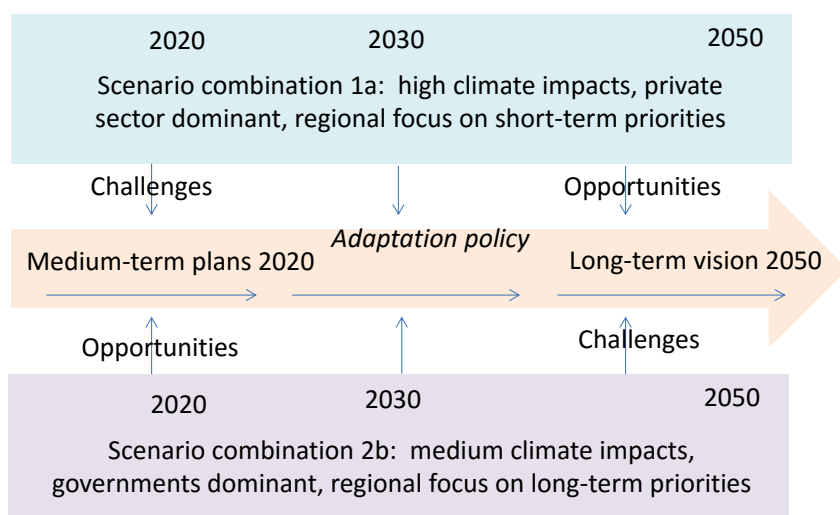 2020 2030 2050
Scenario combination 1a: high climate impacts, private
sector dominant, regional focus on short-term priorities
Challenges Opportunities
Adaptation policy
Medium-term plans 2020 Long-term vision 2050
Opportunities Challenges
2020 2030 2050
Scenario combination 2b: medium climate impacts,
governments dominant, regional focus on long-term priorities